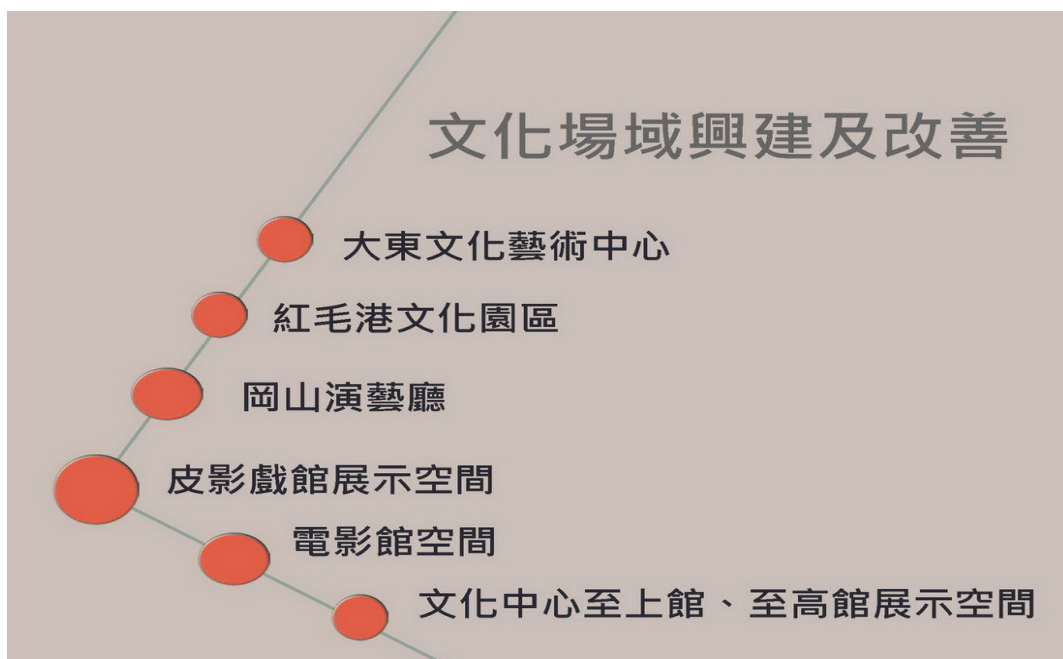 文化場域興建及改善
大東文化藝術中心
紅毛港文化園區
岡山演藝廳
皮影戲館展示空間
電影館空間
文化中心至上館、至高館展示空間